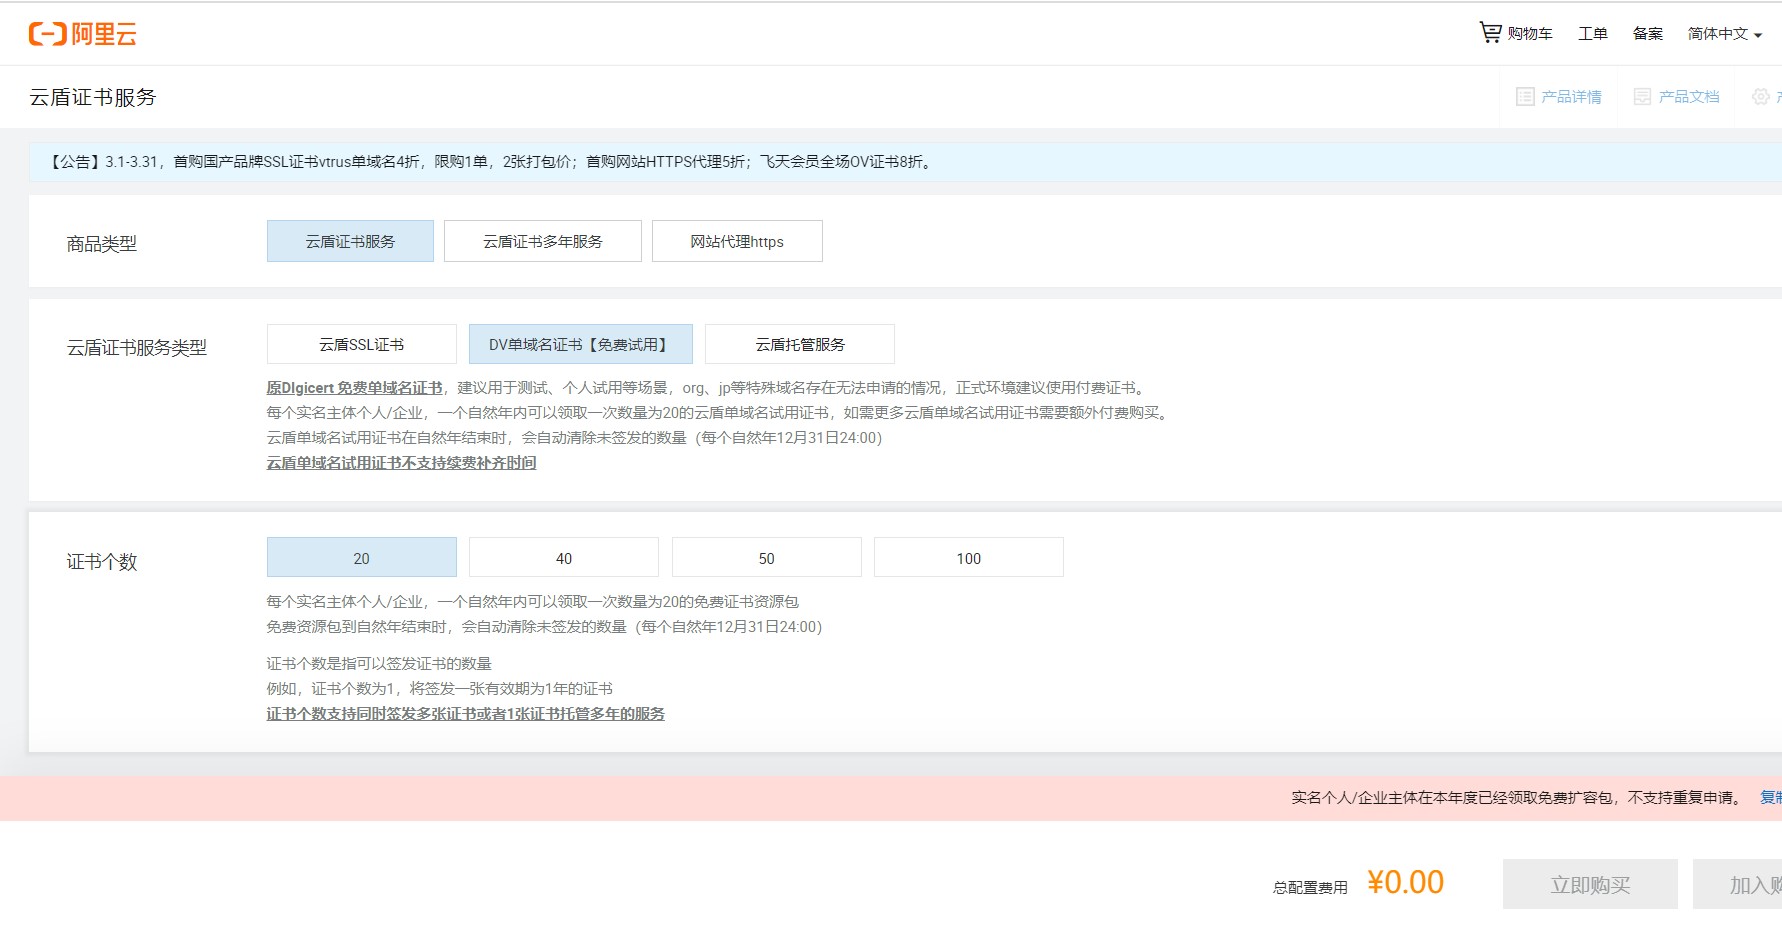 阿里云
购物车 工单 备案 简体中文
云盾证书服务
产品详情 产品文档
【公告】3.1-3.31，首购国产品牌SSL证书vtrus单域名4折，限购1单，2张打包价；首购网站HTTPS代理5折；飞天会员全场OV证书8折。
商品类型 云盾证书服务 云盾证书多年服务 网站代理https
云盾证书服务类型 云盾SSL证书 DV单域名证书【免费试用】 云盾托管服务
原DIgicert 免费单域名证书，建议用于测试、个人试用等场景，org、jp等特殊域名存在无法申请的情况，正式环境建议使用付费证书。
每个实名主体个人/企业，一个自然年内可以领取一次数量为20的云盾单域名试用证书，如需更多云盾单域名试用证书需要额外付费购买。
云盾单域名试用证书在自然年结束时，会自动清除未签发的数量（每个自然年12月31日24:00）
云盾单域名试用证书不支持续费补齐时间
证书个数 20 40 50 100
每个实名主体个人/企业，一个自然年内可以领取一次数量为20的免费证书资源包
免费资源包到自然年结束时，会自动清除未签发的数量（每个自然年12月31日24:00）
证书个数是指可以签发证书的数量
例如，证书个数为1，将签发一张有效期为1年的证书
证书个数支持同时签发多张证书或者1张证书托管多年的服务
实名个人/企业主体在本年度已经领取免费扩容包，不支持重复申请。 复制
总配置费用 ¥0.00 立即购买 加入购